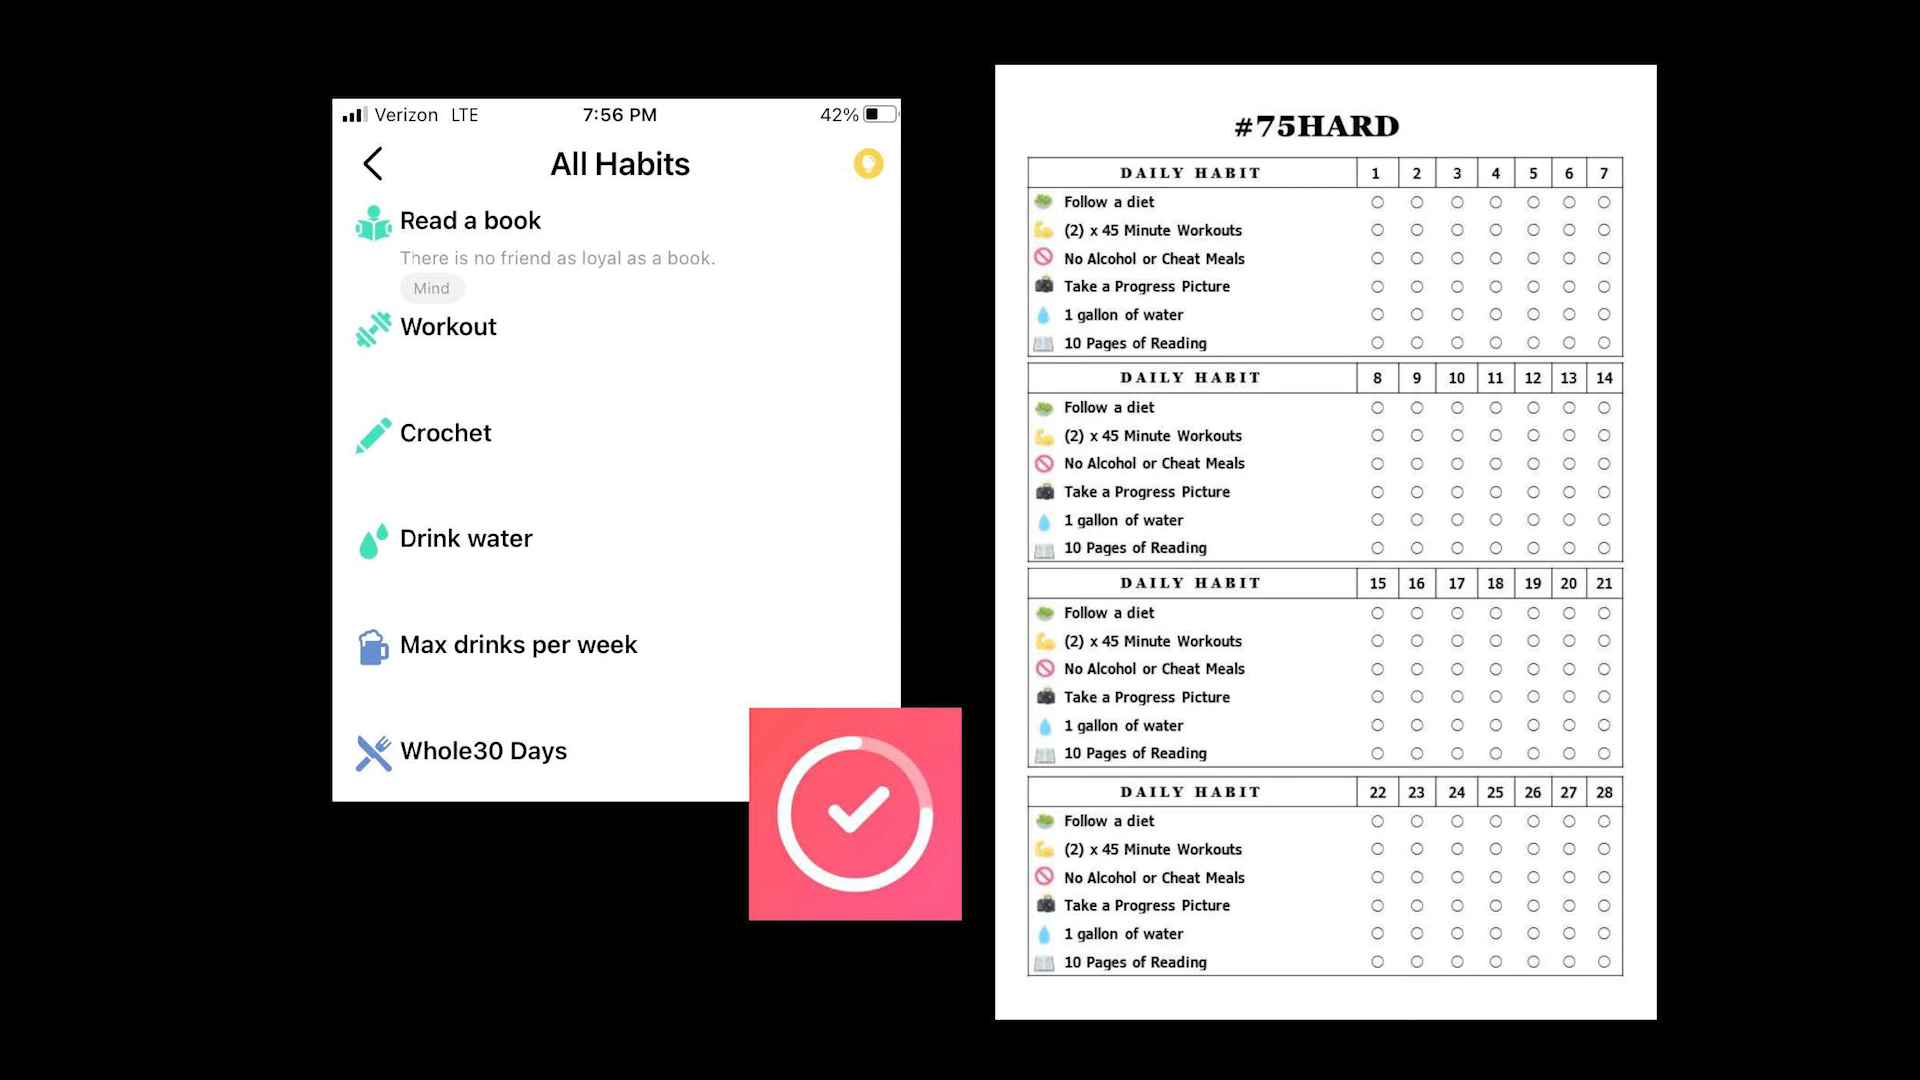 Verizon LTE 7:56 PM 42%
All Habits
Read a book
There is no friend as loyal as a book.
Mind
Workout
Crochet
Drink water
Max drinks per week
Whole30 Days
#75HARD
DAILY HABIT 1 2 3 4 5 6 7
Follow a diet
(2) x 45 Minute Workouts
No Alcohol or Cheat Meals
Take a Progress Picture
1 gallon of water
10 Pages of Reading
DAILY HABIT 8 9 10 11 12 13 14
Follow a diet
(2) x 45 Minute Workouts
No Alcohol or Cheat Meals
Take a Progress Picture
1 gallon of water
10 Pages of Reading
DAILY HABIT 15 16 17 18 19 20 21
Follow a diet
(2) x 45 Minute Workouts
No Alcohol or Cheat Meals
Take a Progress Picture
1 gallon of water
10 Pages of Reading
DAILY HABIT 22 23 24 25 26 27 28
Follow a diet
(2) x 45 Minute Workouts
No Alcohol or Cheat Meals
Take a Progress Picture
1 gallon of water
10 Pages of Reading